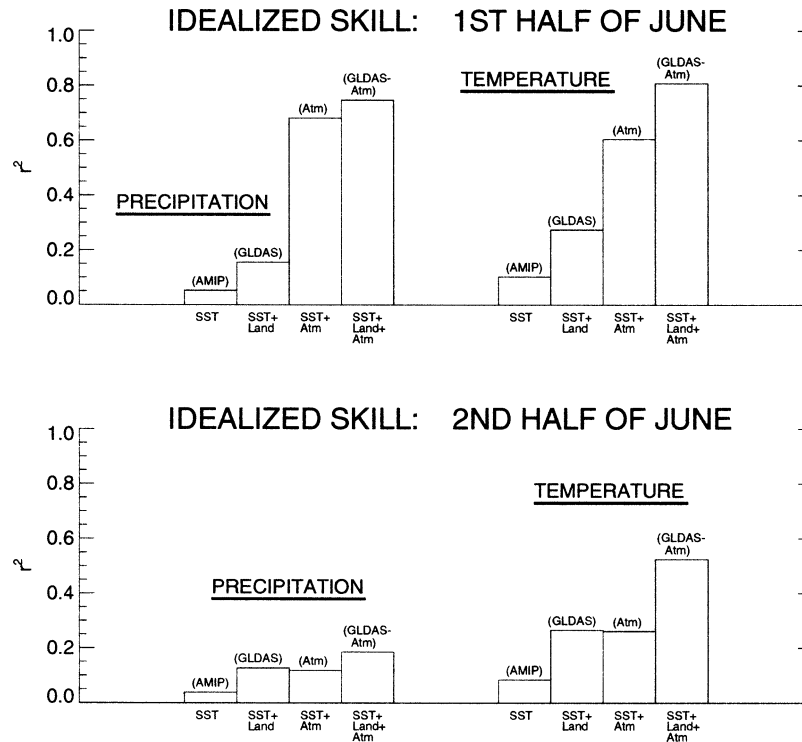 IDEALIZED SKILL: 1ST HALF OF JUNE
1.0
0.8
0.6
0.4
0.2
0.0
r²
PRECIPITATION
(AMIP)
(GLDAS)
(Atm)
(GLDAS-
Atm)
SST
SST+
Land
SST+
Atm
SST+
Land+
Atm
TEMPERATURE
(AMIP)
(GLDAS)
(Atm)
(GLDAS-
Atm)
SST
SST+
Land
SST+
Atm
SST+
Land+
Atm
IDEALIZED SKILL: 2ND HALF OF JUNE
1.0
0.8
0.6
0.4
0.2
0.0
r²
PRECIPITATION
(AMIP)
(GLDAS)
(Atm)
(GLDAS-
Atm)
SST
SST+
Land
SST+
Atm
SST+
Land+
Atm
TEMPERATURE
(AMIP)
(GLDAS)
(Atm)
(GLDAS-
Atm)
SST
SST+
Land
SST+
Atm
SST+
Land+
Atm